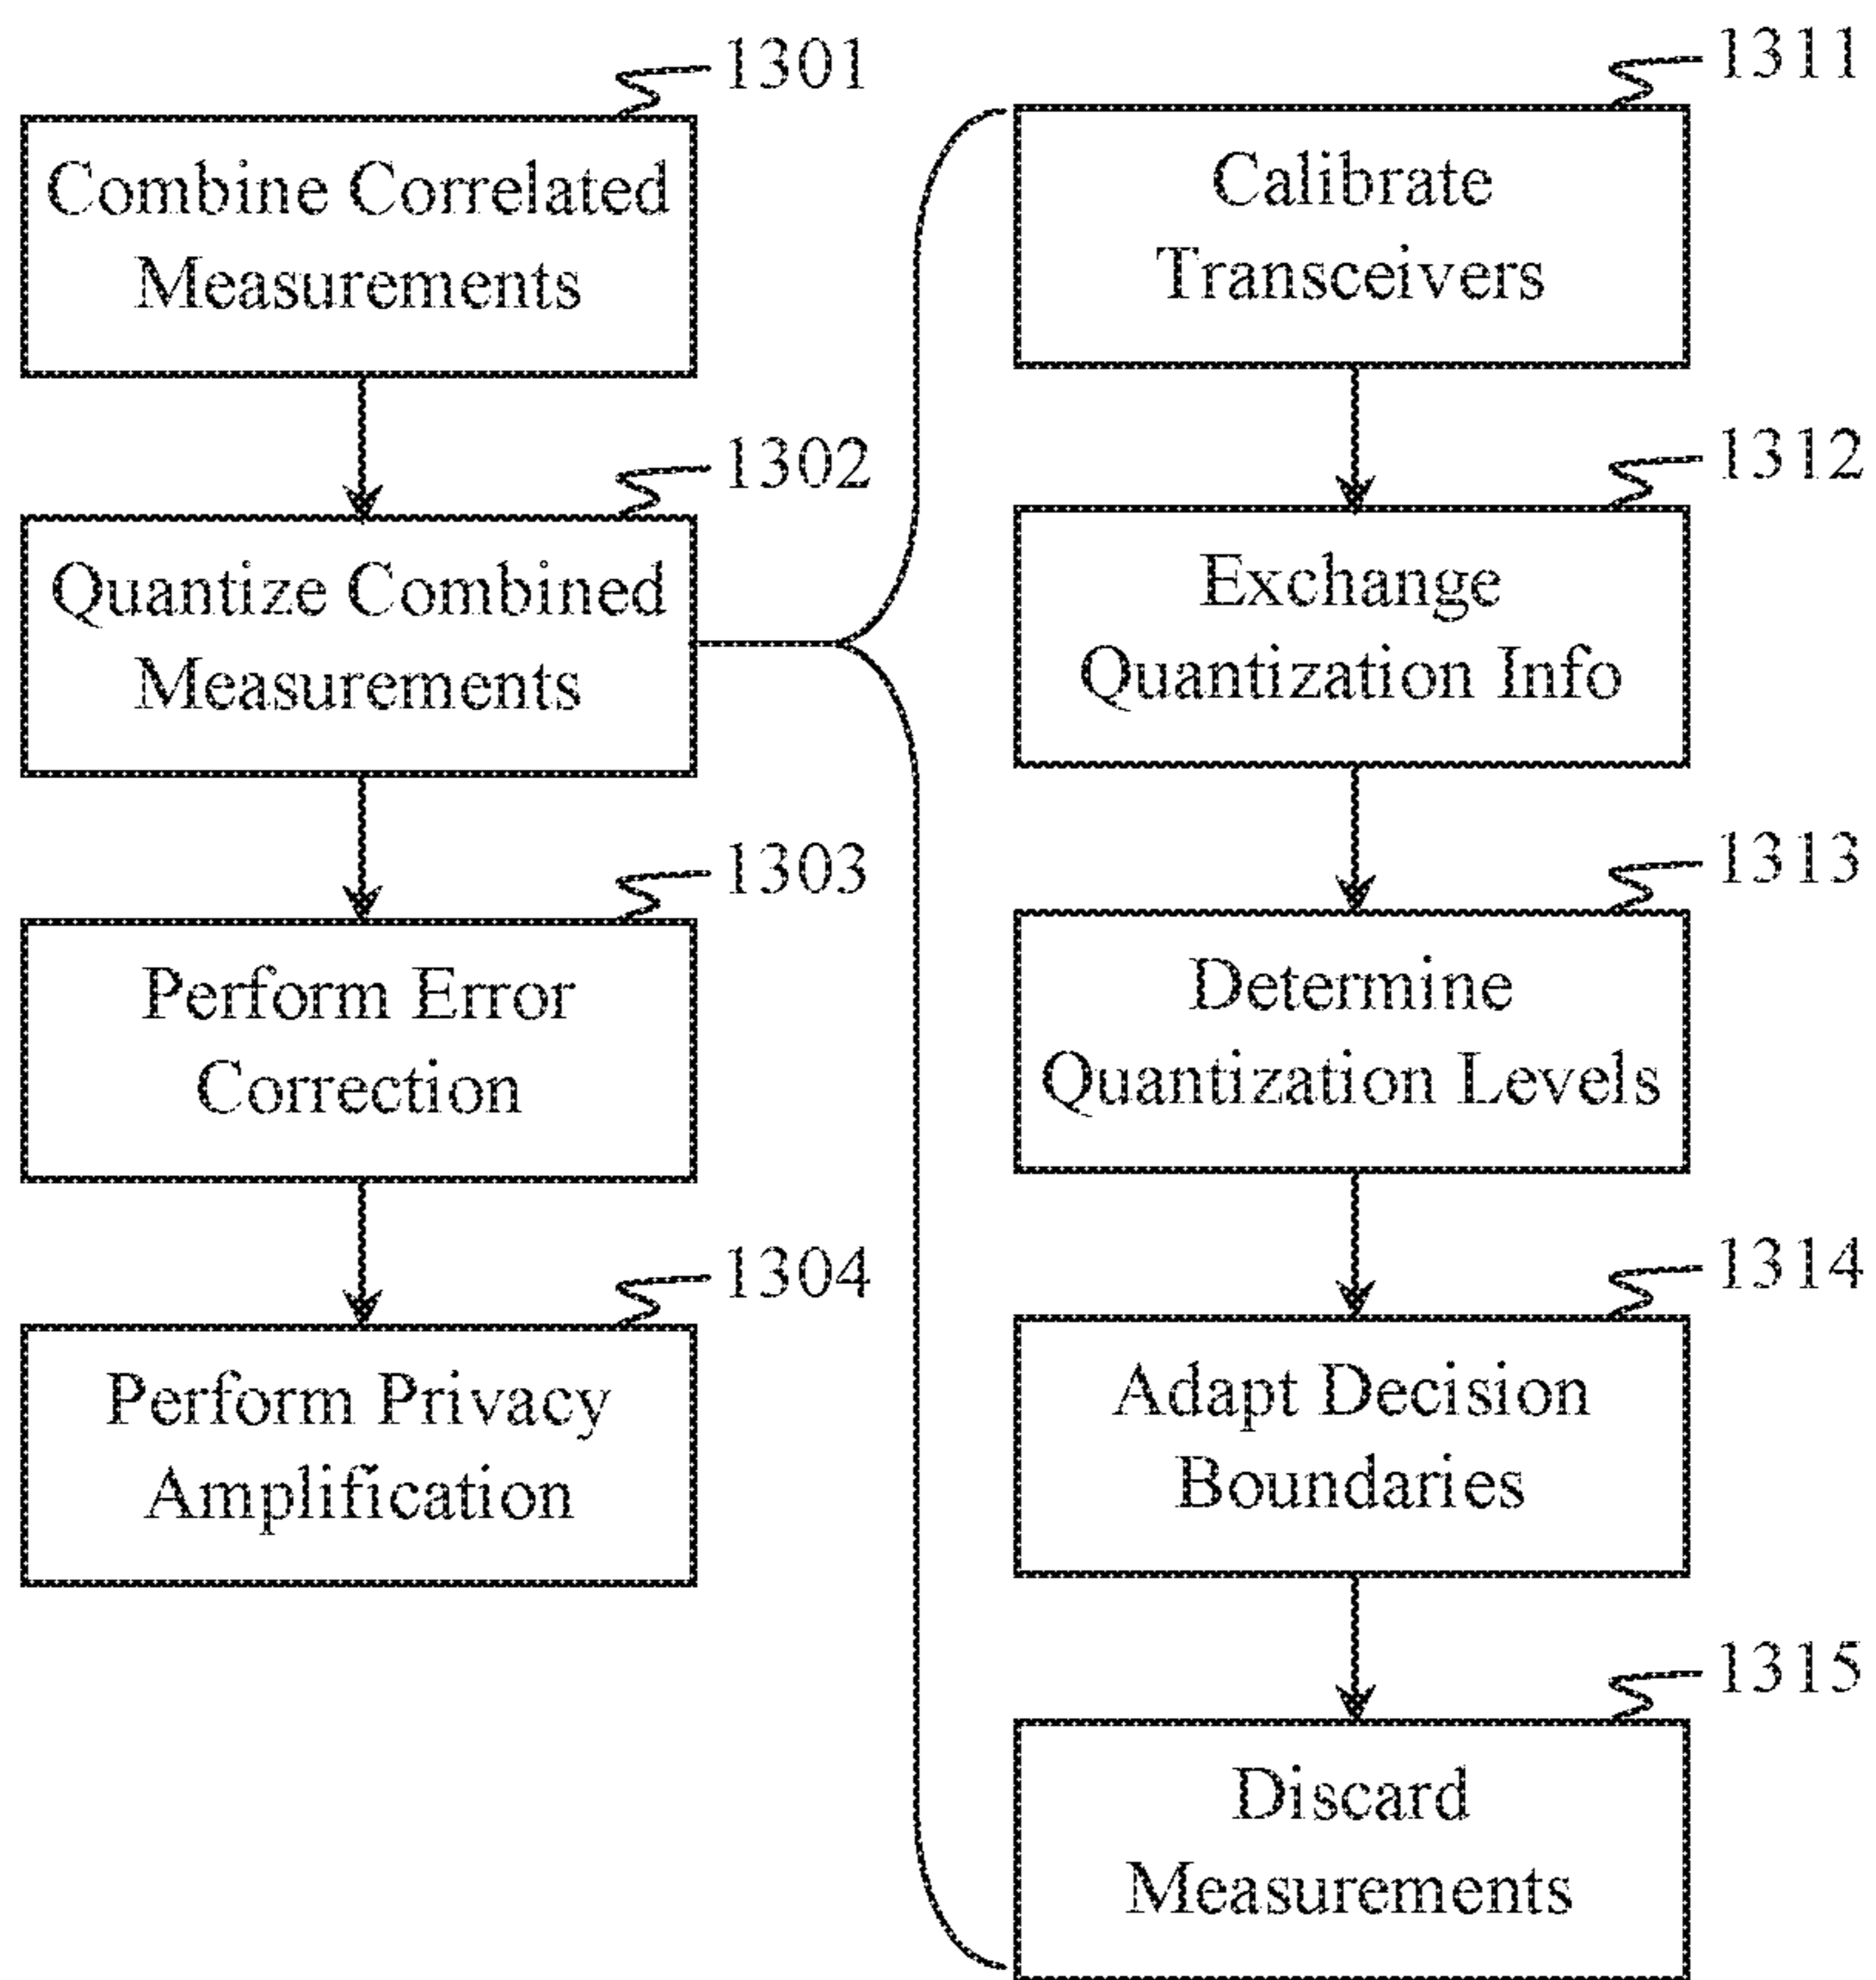 1301
Combine Correlated
Measurements
1302
Quantize Combined
Measurements
1303
Perform Error
Correction
1304
Perform Privacy
Amplification
1311
Calibrate
Transceivers
1312
Exchange
Quantization Info
1313
Determine
Quantization Levels
1314
Adapt Decision
Boundaries
1315
Discard
Measurements